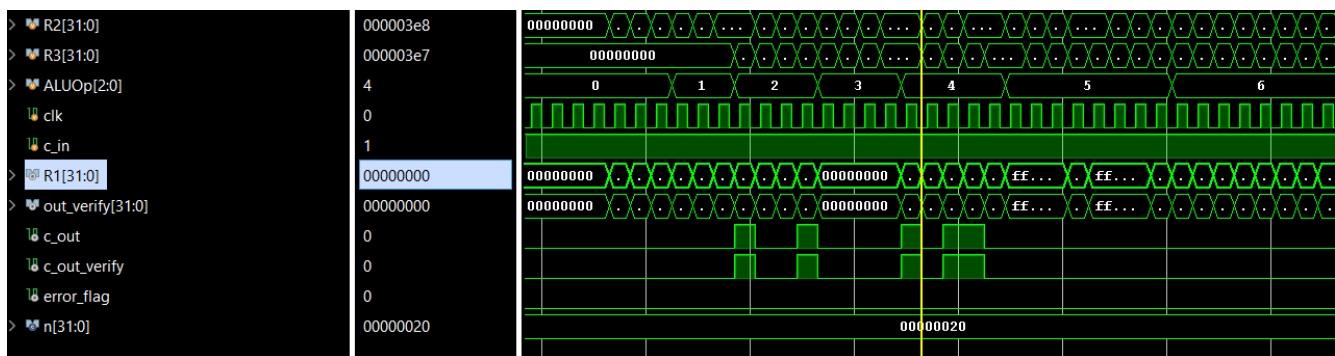 R2[31:0] 000003e8 00000000
R3[31:0] 000003e7 00000000
ALUOp[2:0] 4 0 1 2 3 4 5 6
clk 0
c_in 1
R1[31:0] 00000000 00000000 00000000 ff... ff...
out_verify[31:0] 00000000 00000000 00000000 ff... ff...
c_out 0
c_out_verify 0
error_flag 0
n[31:0] 00000020 00000020